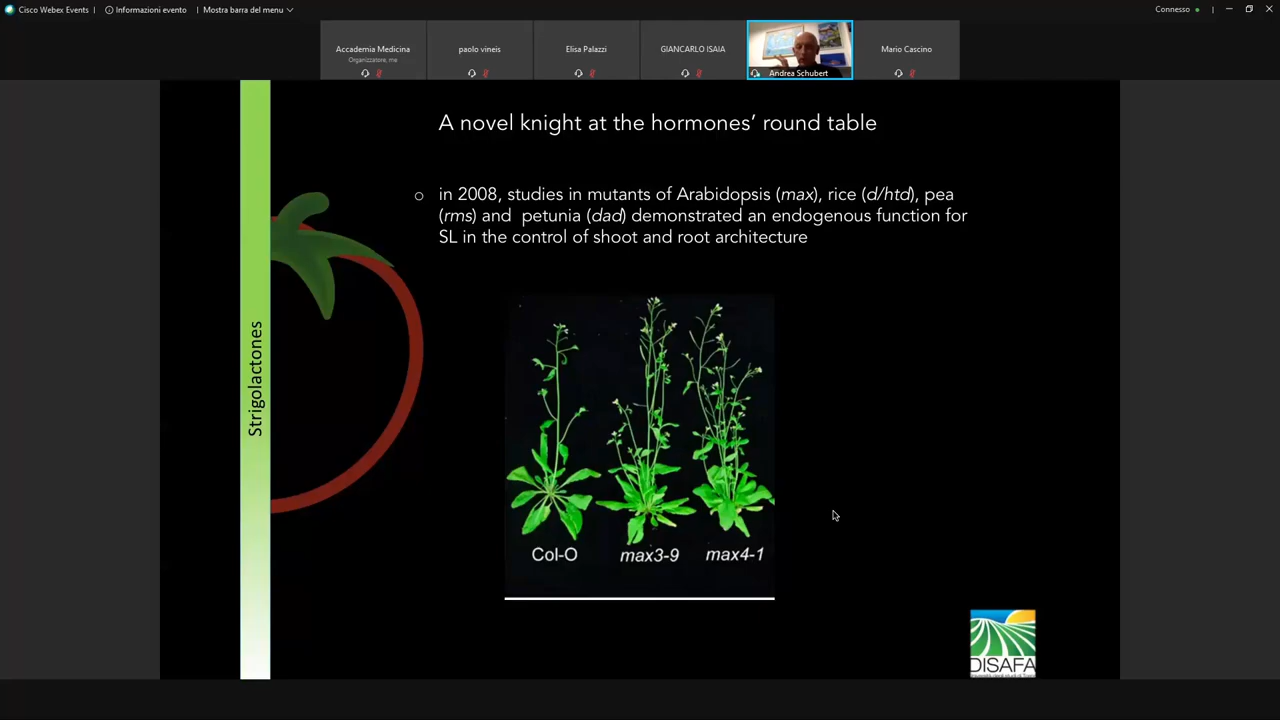 Cisco Webex Events
Informazioni evento
Mostra barra del menu
Connesso
Accademia Medicina
Organizzatore, me
paolo vineis
Elisa Palazzi
GIANCARLO ISAIA
Andrea Schubert
Mario Cascino
A novel knight at the hormones' round table
in 2008, studies in mutants of Arabidopsis (max), rice (d/htd), pea
(rms) and petunia (dad) demonstrated an endogenous function for
SL in the control of shoot and root architecture
Strigolactones
Col-O
max3-9
max4-1
DISAFA